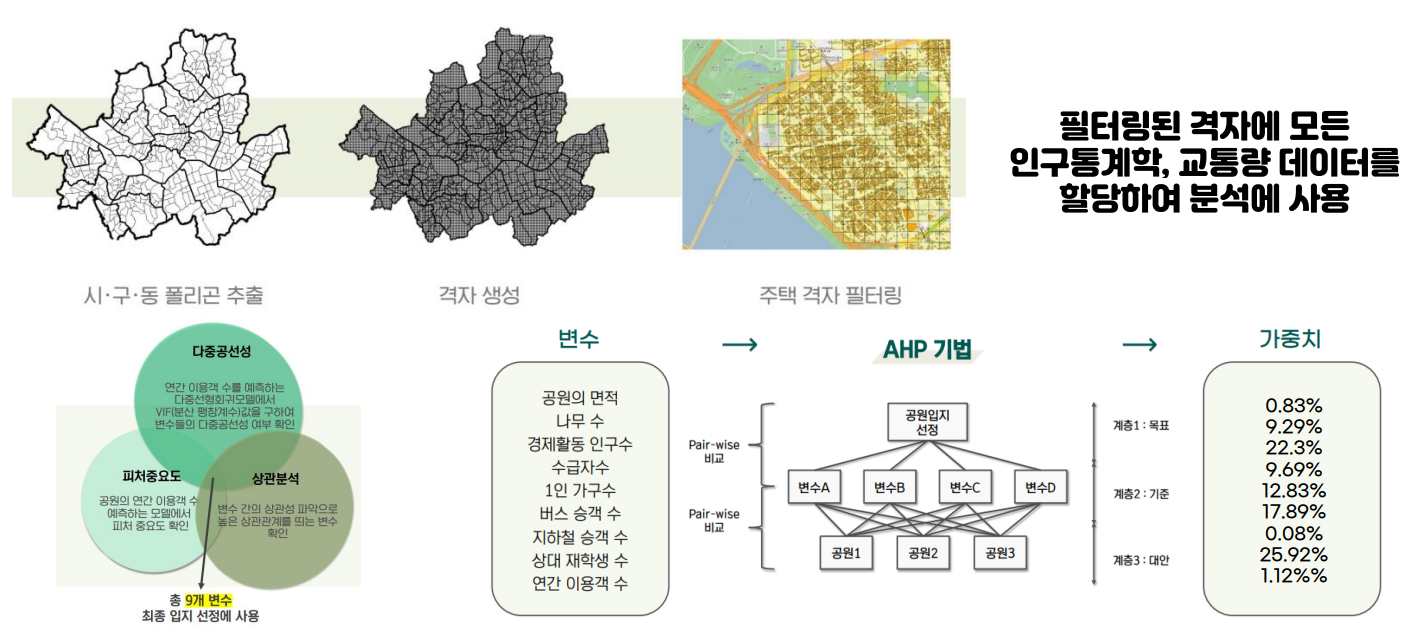 필터링된 격자에 모든
인구통계학, 교통량 데이터를
할당하여 분석에 사용
시·구·동 폴리곤 추출
격자 생성
주택 격자 필터링
다중공선성
연간 이용객 수를 예측하는
다중선형회귀모델에서
VIF(분산 팽창계수)값을 구하여
변수들의 다중공선성 여부 확인
피처중요도
공원의 연간 이용객 수
예측하는 모델에서
피처 중요도 확인
상관분석
변수 간의 상관성 파악으로
높은 상관관계를 띄는 변수
확인
총 9개 변수
최종 입지 선정에 사용
변수
공원의 면적
나무 수
경제활동 인구수
수급자수
1인 가구수
버스 승객 수
지하철 승객 수
상대 재학생 수
연간 이용객 수
AHP 기법
Pair-wise
비교
Pair-wise
비교
공원입지
선정
변수A
변수B
변수C
변수D
공원1
공원2
공원3
계층1 : 목표
계층2 : 기준
계층3 : 대안
가중치
0.83%
9.29%
22.3%
9.69%
12.83%
17.89%
0.08%
25.92%
1.12%%